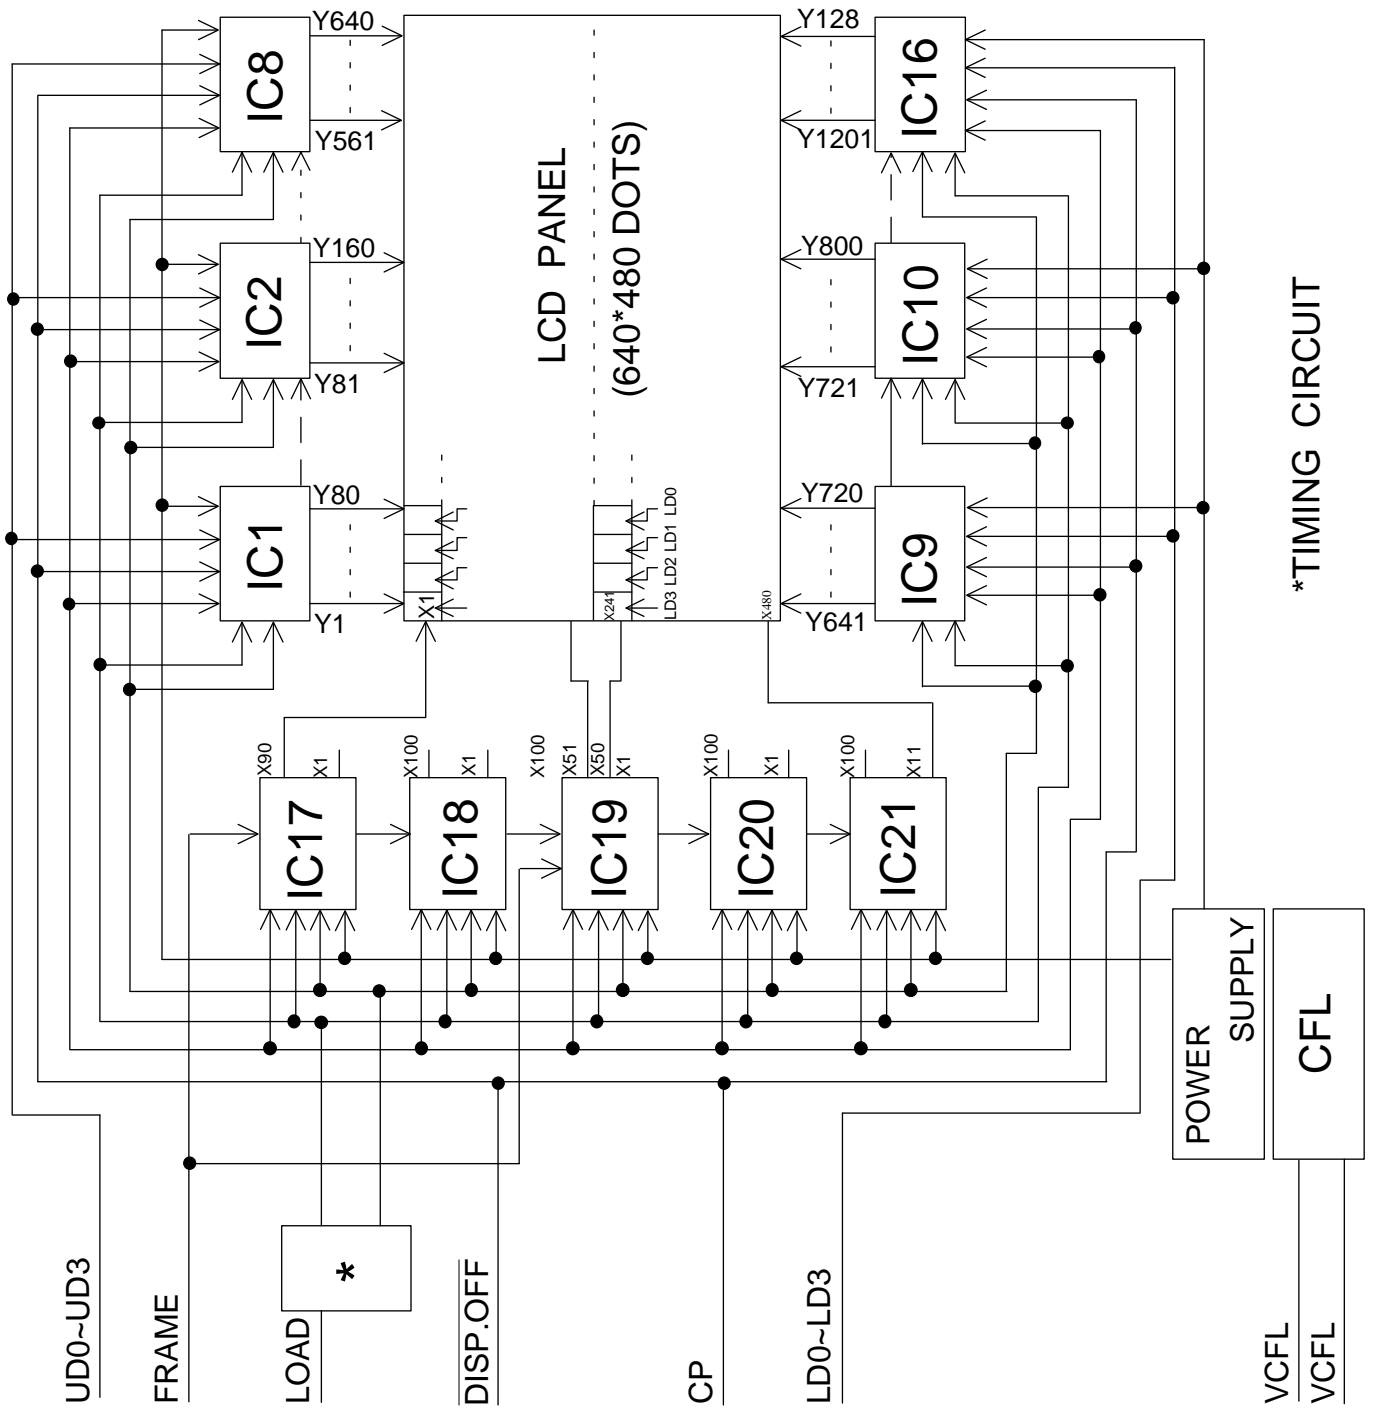 Y640
IC8
Y561
Y128
IC16
Y1201
LCD PANEL
(640*480 DOTS)
Y160
IC2
Y81
Y800
IC10
Y721
*TIMING CIRCUIT
Y80
IC1
Y1
X1
X241
LD3 LD2 LD1 LD0
X480
Y720
IC9
Y641
X90
X1
IC17
X100
X1
IC18
X100
X51
X50
X1
IC19
X100
X1
IC20
X100
X11
IC21
POWER
SUPPLY
CFL
UD0~UD3
FRAME
LOAD
*
DISP.OFF
CP
LD0~LD3
VCFL
VCFL